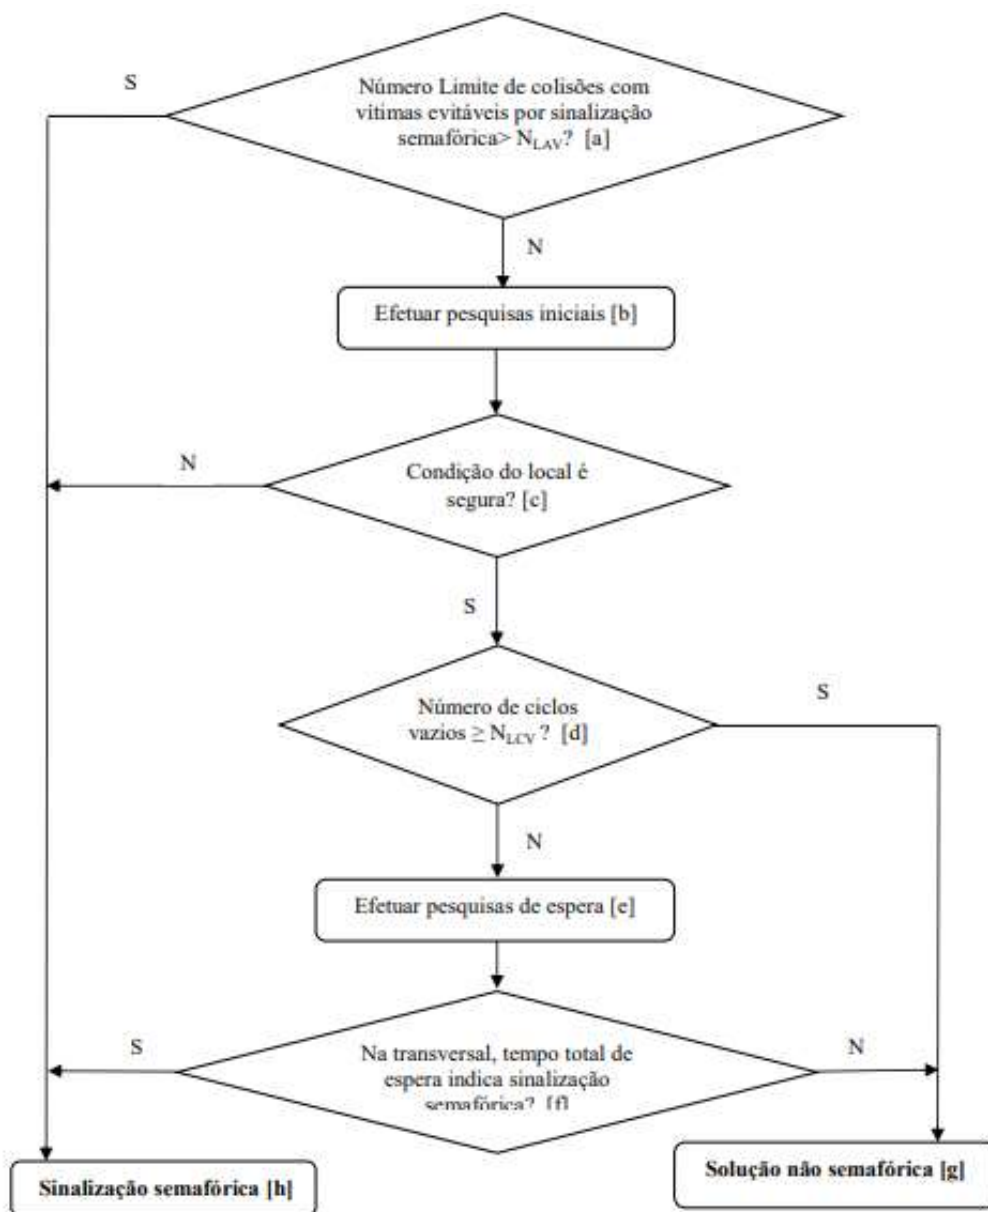 S
Número Limite de colisões com
vítimas evitáveis por sinalização
semafórica> N_LAV? [a]
N
Efetuar pesquisas iniciais [b]
N
Condição do local é
segura? [c]
S
Número de ciclos
vazios ≥ N_LCV ? [d]
S
N
Efetuar pesquisas de espera [e]
S
Na transversal, tempo total de
espera indica sinalização
semafórica? [f]
N
Sinalização semafórica [h]
Solução não semafórica [g]